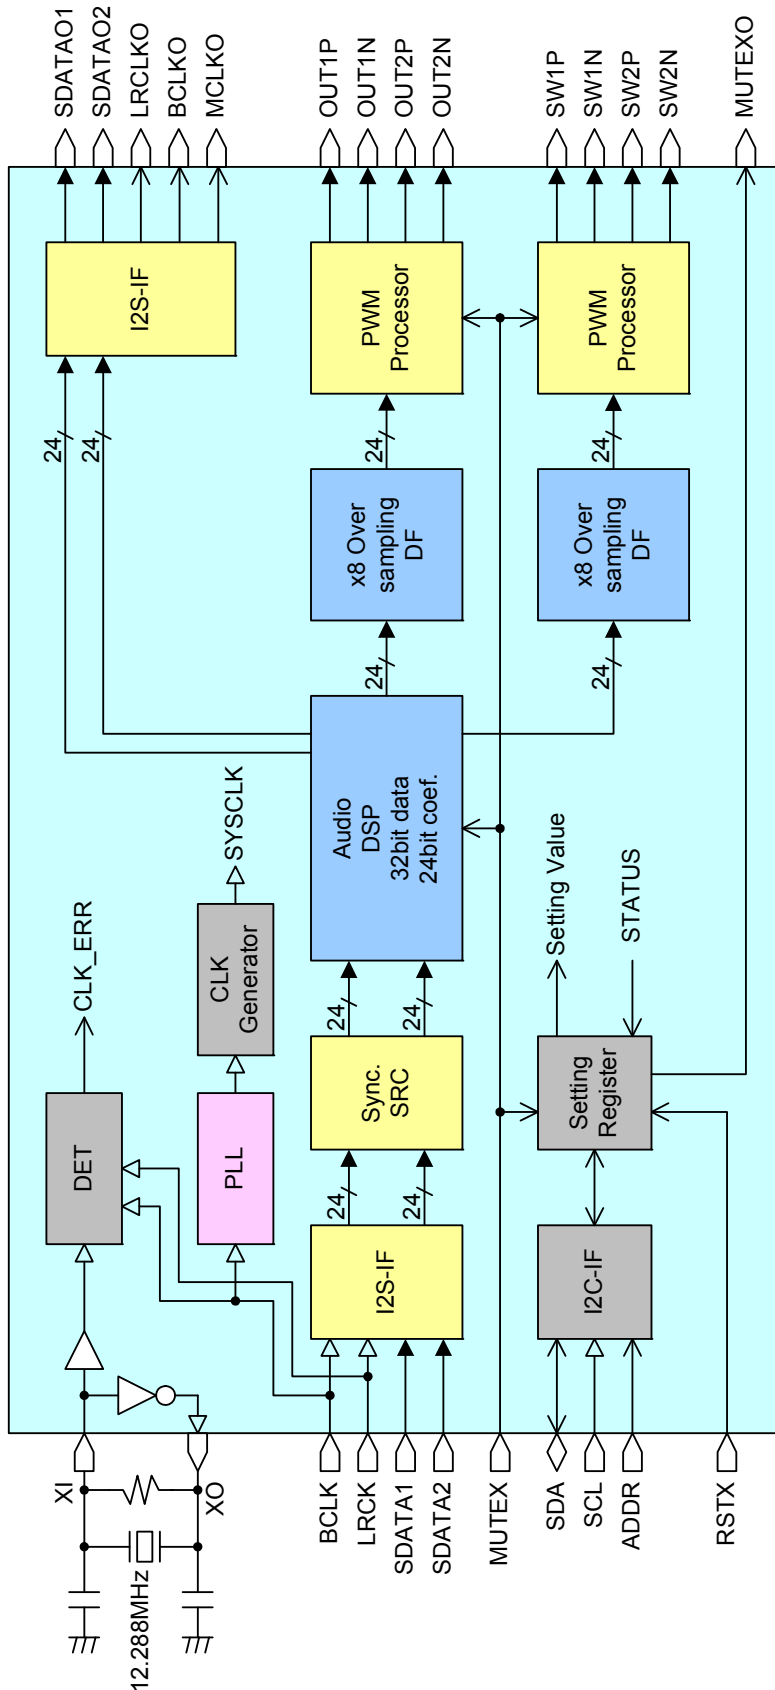 SDATAO1
SDATAO2
LRCLKO
BCLKO
MCLKO
OUT1P
OUT1N
OUT2P
OUT2N
SW1P
SW1N
SW2P
SW2N
MUTEXO
I2S-IF
PWM
Processor
PWM
Processor
24
24
24
24
x8 Over
sampling
DF
x8 Over
sampling
DF
24
24
Audio
DSP
32bit data
24bit coef.
SYSCLK
CLK_ERR
CLK
Generator
Setting Value
STATUS
24
24
DET
PLL
Sync.
SRC
Setting
Register
24
24
I2S-IF
I2C-IF
XI
XO
12.288MHz
BCLK
LRCK
SDATA1
SDATA2
MUTEX
SDA
SCL
ADDR
RSTX